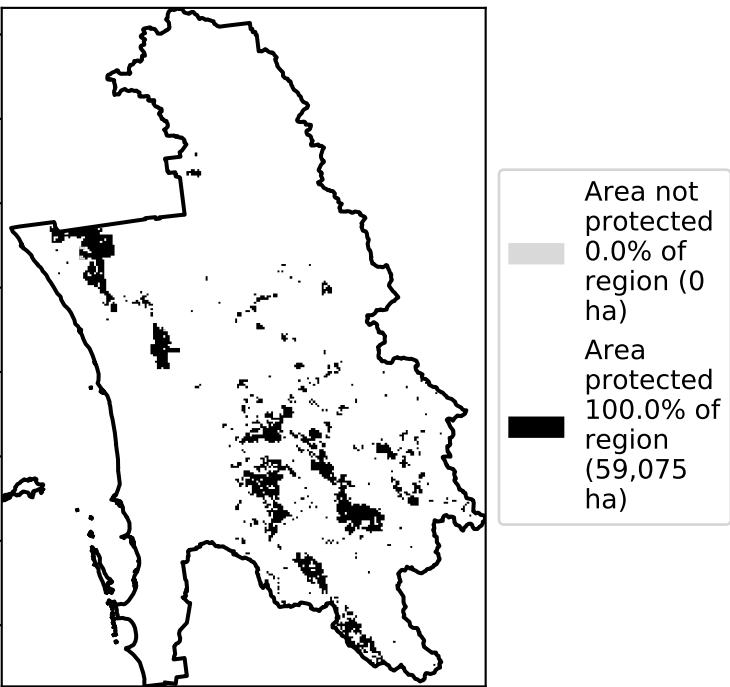 Area not
protected
0.0% of
region (0
ha)
Area
protected
100.0% of
region
(59,075
ha)